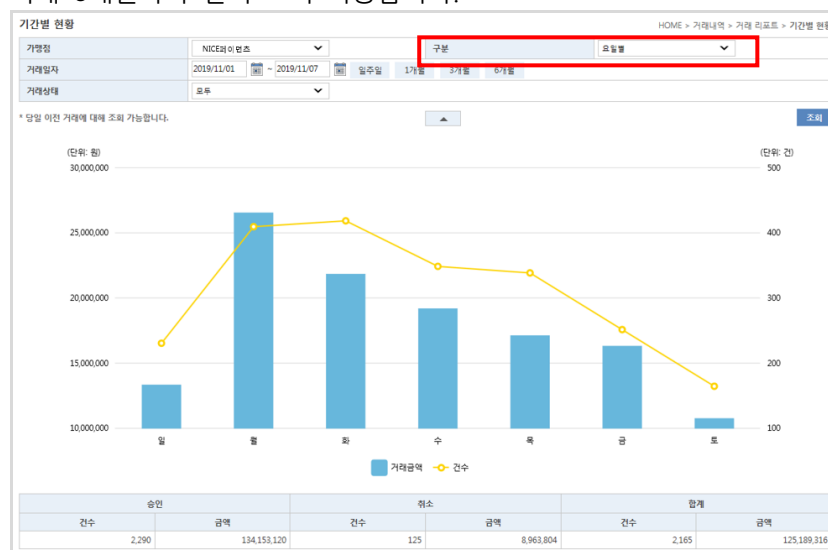 기간별 현황
HOME > 거래내역 > 거래 리포트 > 기간별 현황
가맹점 NICE페이먼츠 구분 요일별
거래일자 2019/11/01 ~ 2019/11/07 일주일 1개월 3개월 6개월
거래상태 모두
* 당일 이전 거래에 대해 조회 가능합니다.
조회
(단위: 원) (단위: 건)
30,000,000 500
25,000,000 400
20,000,000 300
15,000,000 200
10,000,000 100
일 월 화 수 목 금 토
거래금액 건수
승인 취소 합계
건수 금액 건수 금액 건수 금액
2,290 134,153,120 125 8,963,804 2,165 125,189,316